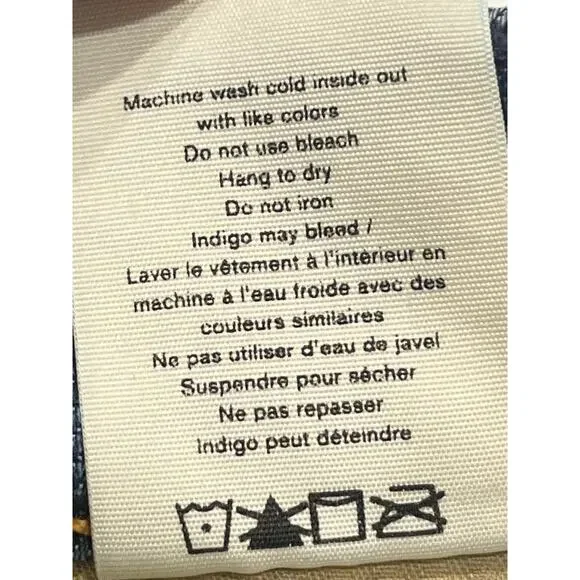 Machine wash cold inside out
with like colors
Do not use bleach
Hang to dry
Do not iron
Indigo may bleed /
Laver le vêtement à l'intérieur en
machine à l'eau froide avec des
couleurs similaires
Ne pas utiliser d'eau de javel
Suspendre pour sécher
Ne pas repasser
Indigo peut déteindre